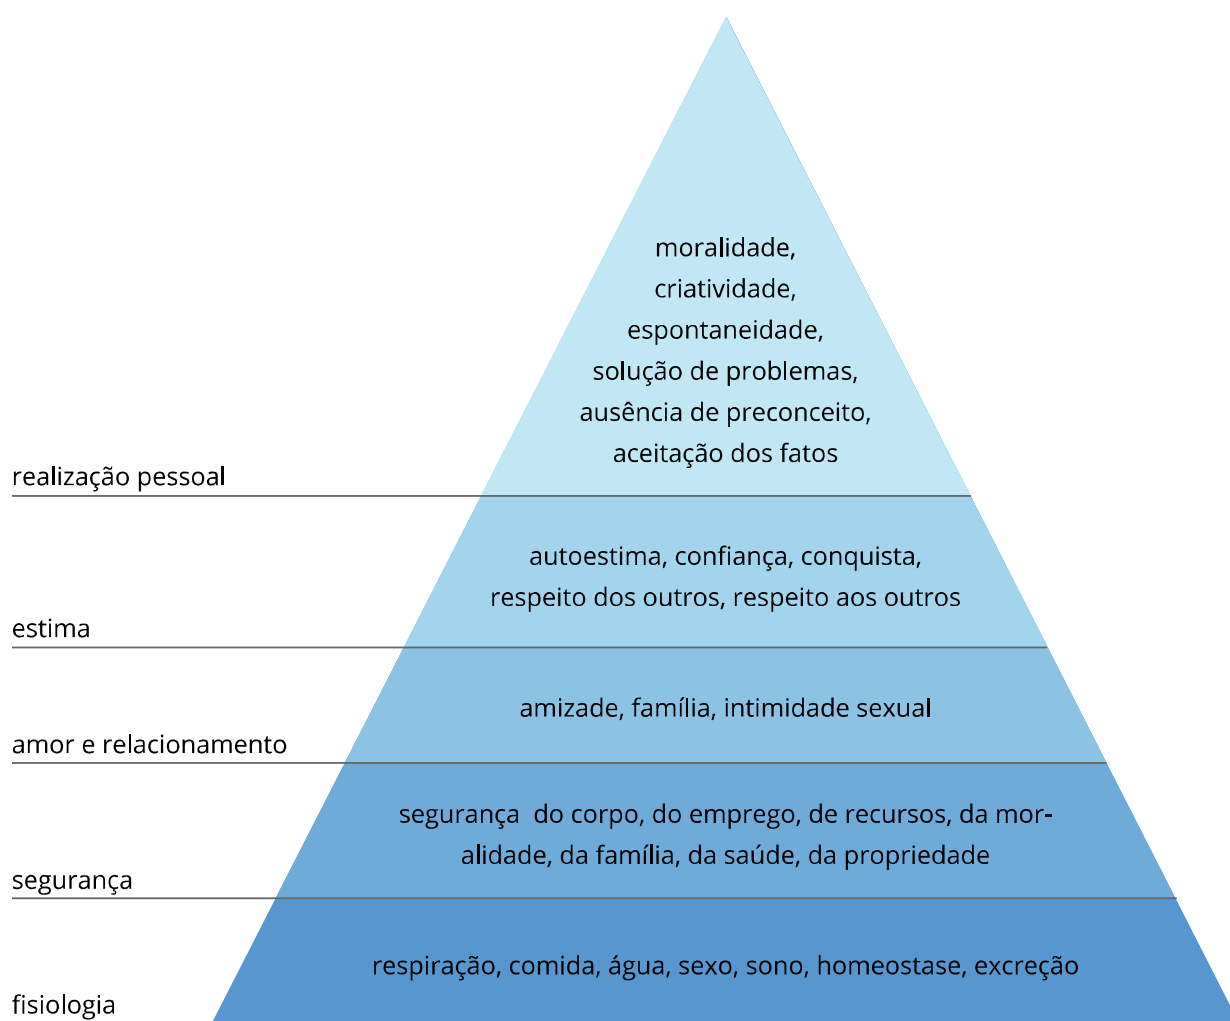 moralidade,
criatividade,
espontaneidade,
solução de problemas,
ausência de preconceito,
aceitação dos fatos
realização pessoal
autoestima, confiança, conquista,
respeito dos outros, respeito aos outros
estima
amizade, família, intimidade sexual
amor e relacionamento
segurança do corpo, do emprego, de recursos, da mor-
alidade, da família, da saúde, da propriedade
segurança
respiração, comida, água, sexo, sono, homeostase, excreção
fisiologia